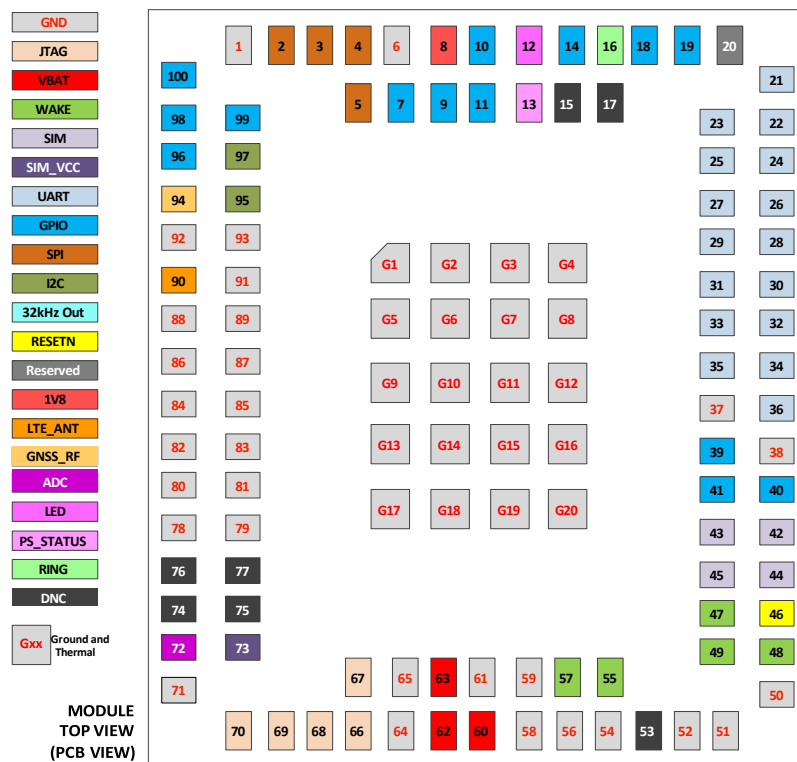 GND
JTAG
VBAT
WAKE
SIM
SIM_VCC
UART
GPIO
SPI
I2C
32kHz Out
RESETN
Reserved
1V8
LTE_ANT
GNSS_RF
ADC
LED
PS_STATUS
RING
DNC
Gxx Ground and
Thermal
MODULE
TOP VIEW
(PCB VIEW)
1 2 3 4 6 8 10 12 14 16 18 19 20
5 7 9 11 13 15 17
100
98 99
96 97
94 95
92 93
90 91
88 89
86 87
84 85
82 83
80 81
78 79
76 77
74 75
72 73
71
G1 G2 G3 G4
G5 G6 G7 G8
G9 G10 G11 G12
G13 G14 G15 G16
G17 G18 G19 G20
21
23 22
25 24
27 26
29 28
31 30
33 32
35 34
37 36
39 38
41 40
43 42
45 44
47 46
49 48
50
67 65 63 61 59 57 55
70 69 68 66 64 62 60 58 56 54 53 52 51